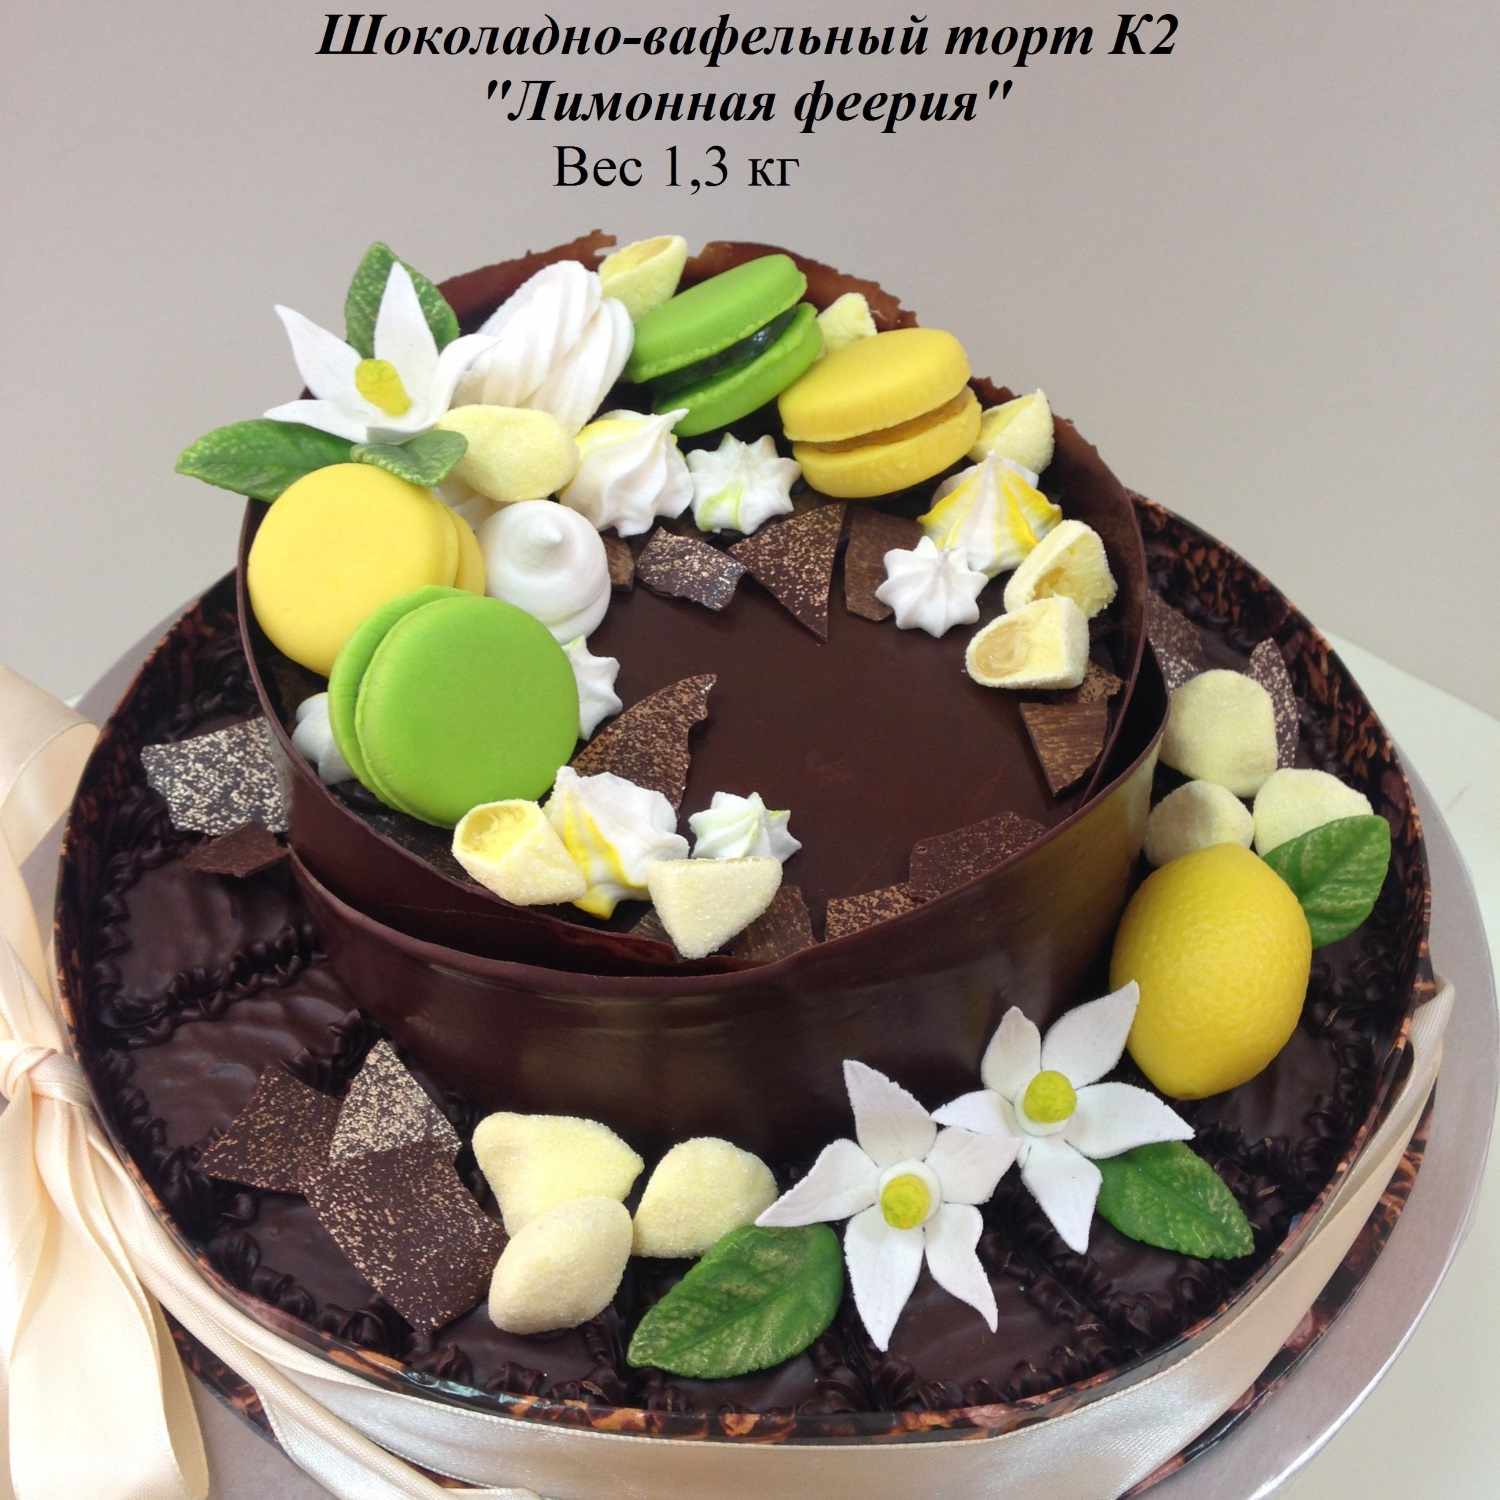 Шоколадно-вафельный торт К2
"Лимонная феерия"
Вес 1,3 кг